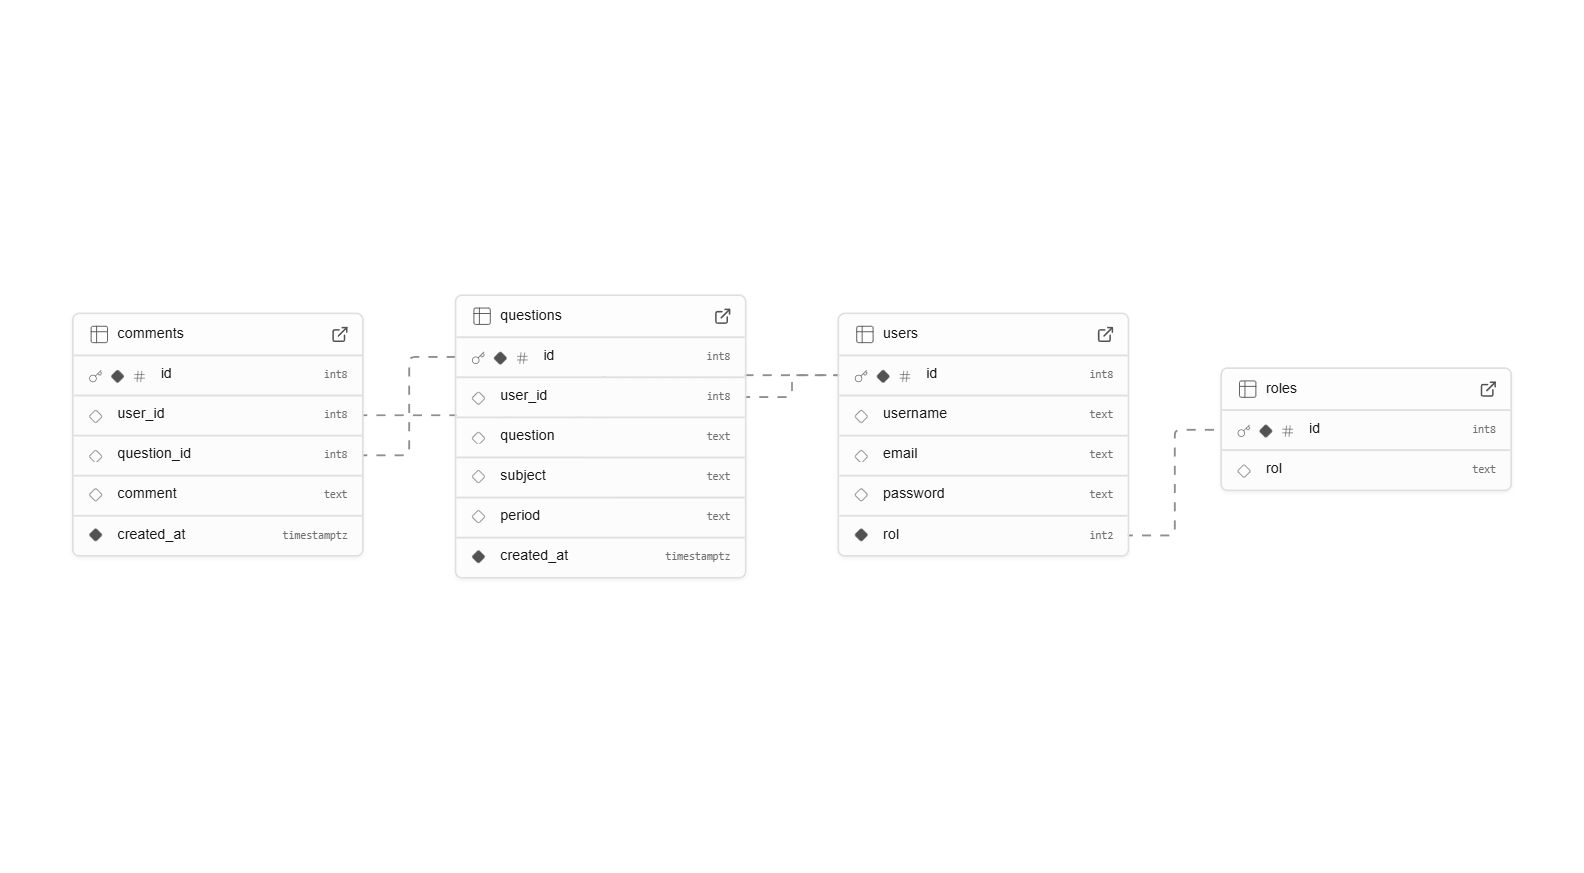 comments
# id int8
user_id int8
question_id int8
comment text
created_at timestamptz
questions
# id int8
user_id int8
question text
subject text
period text
created_at timestamptz
users
# id int8
username text
email text
password text
rol int2
roles
# id int8
rol text